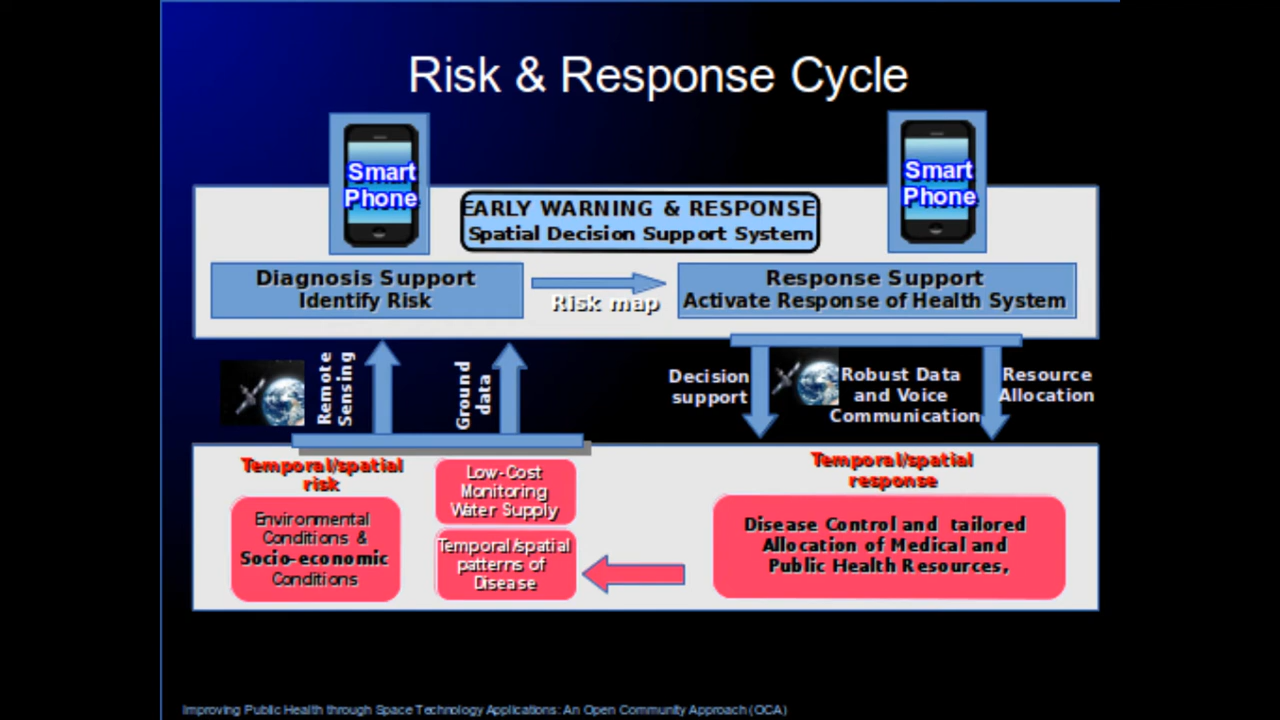 Risk & Response Cycle
Smart
Phone
Smart
Phone
EARLY WARNING & RESPONSE
Spatial Decision Support System
Diagnosis Support
Identify Risk
Risk map
Response Support
Activate Response of Health System
Remote
Sensing
Ground
data
Decision
support
Robust Data
and Voice
Communication
Resource
Allocation
Temporal/spatial
risk
Environmental
Conditions &
Socio-economic
Conditions
Low-Cost
Monitoring
Water Supply
Temporal/spatial
patterns of
Disease
Temporal/spatial
response
Disease Control and tailored
Allocation of Medical and
Public Health Resources,
Improving Public Health through Space Technology Applications: An Open Community Approach (OCA)